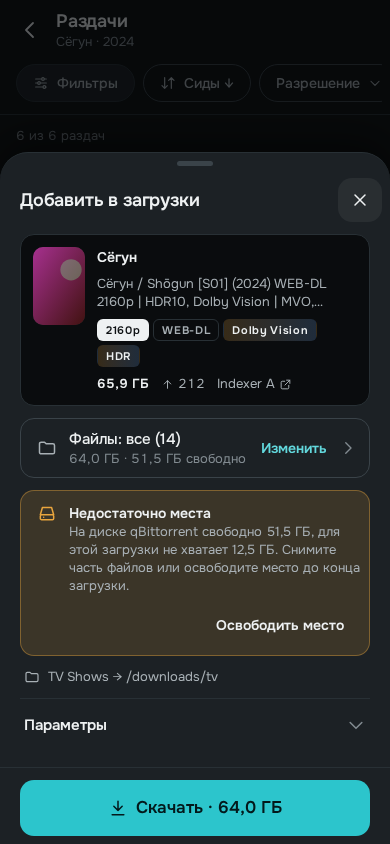 Раздачи
Сёгун · 2024
Фильтры
Сиды ↓
Разрешение
6 из 6 раздач
Добавить в загрузки
Сёгун
Сёгун / Shōgun [S01] (2024) WEB-DL
2160p | HDR10, Dolby Vision | MVO,...
2160p
WEB-DL
Dolby Vision
HDR
65,9 ГБ ↑ 212 Indexer A
Файлы: все (14)
64,0 ГБ · 51,5 ГБ свободно
Изменить
Недостаточно места
На диске qBittorrent свободно 51,5 ГБ, для
этой загрузки не хватает 12,5 ГБ. Снимите
часть файлов или освободите место до конца
загрузки.
Освободить место
TV Shows → /downloads/tv
Параметры
Скачать · 64,0 ГБ